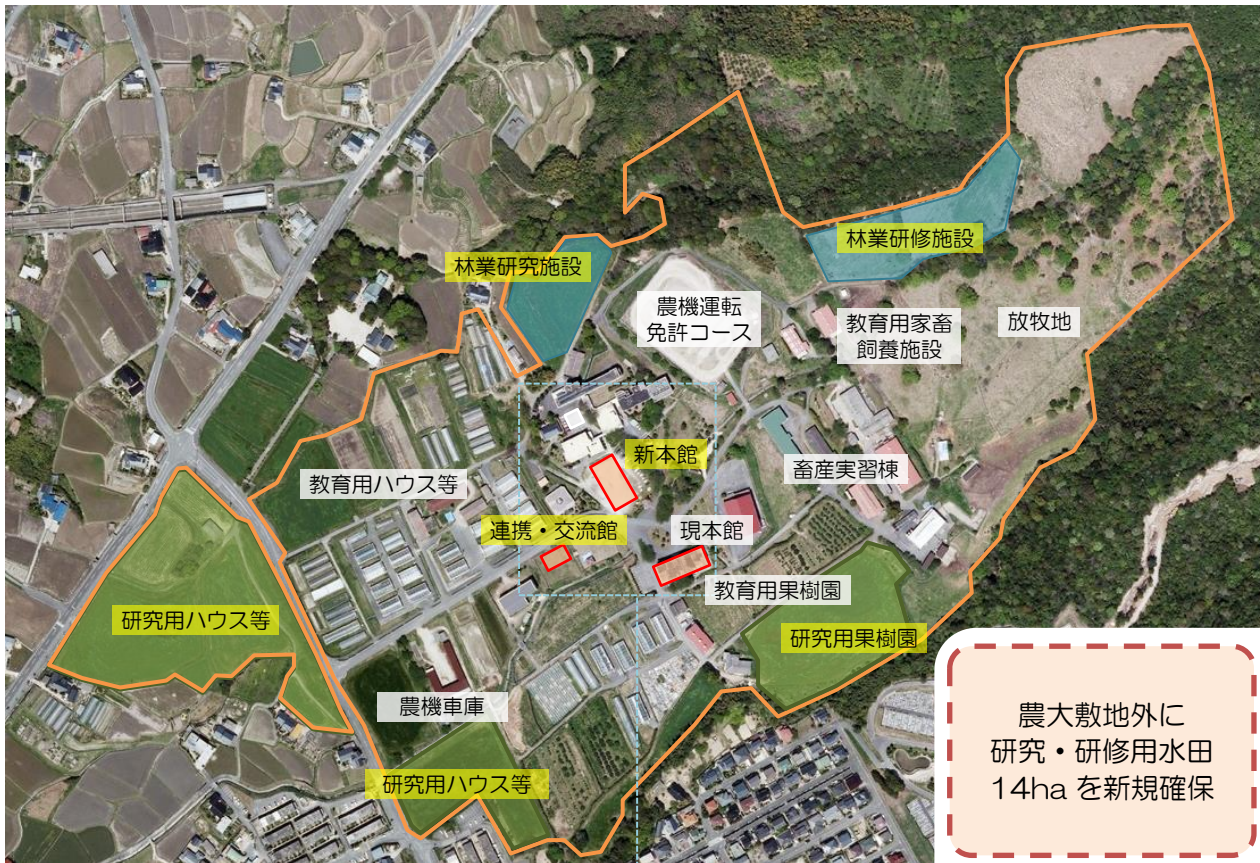 林業研修施設
林業研究施設
農機運転
免許コース
教育用家畜
飼養施設
放牧地
新本館
畜産実習棟
教育用ハウス等
連携・交流館
現本館
教育用果樹園
研究用ハウス等
研究用果樹園
農機車庫
研究用ハウス等
農大敷地外に
研究・研修用水田
14ha を新規確保